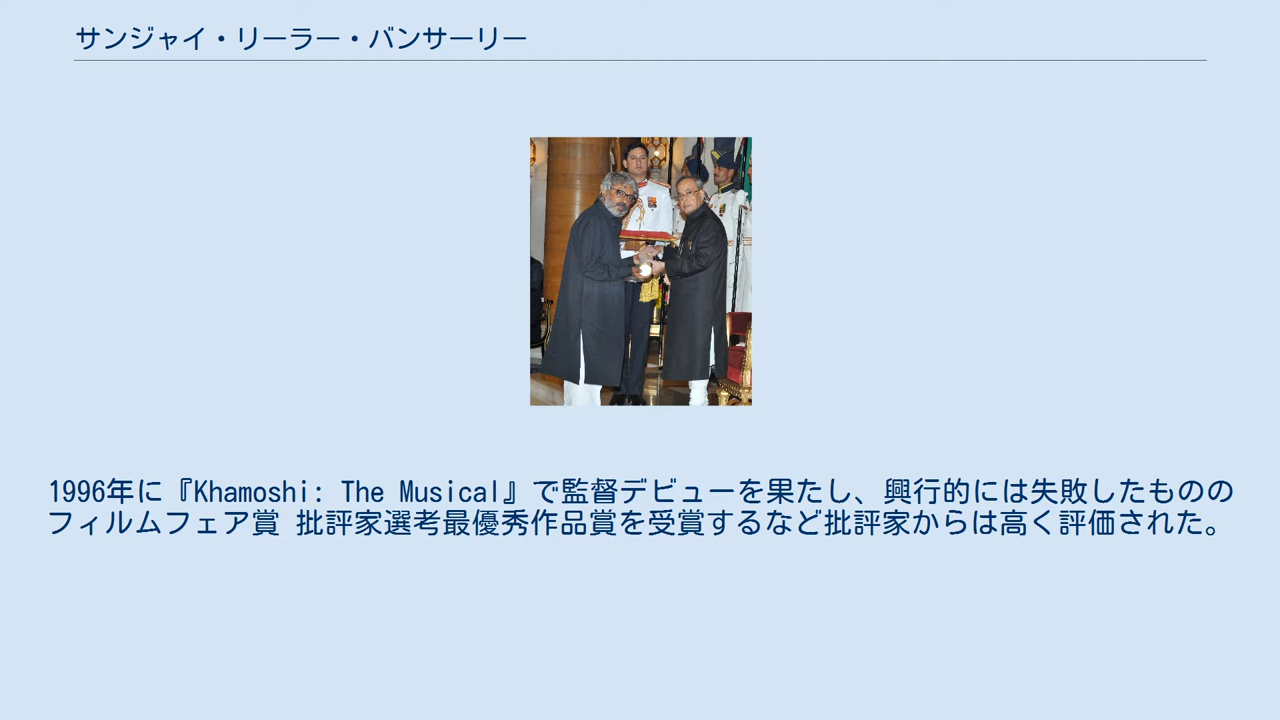 サンジャイ・リーラー・バンサーリー
1996年に『Khamoshi: The Musical』で監督デビューを果たし、興行的には失敗したものの
フィルムフェア賞 批評家選考最優秀作品賞を受賞するなど批評家からは高く評価された。